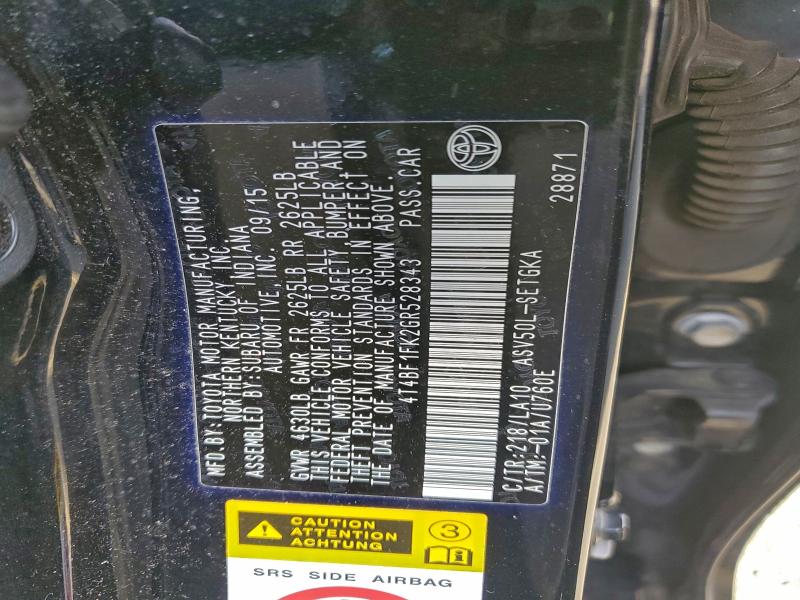 MFD BY: TOYOTA MOTOR MANUFACTURING,
NORTHERN KENTUCKY INC
ASSEMBLED BY: SUBARU OF INDIANA
AUTOMOTIVE, INC. 09/15
GVWR 4630LB GAWR FR 2625LB RR 2625LB
THIS VEHICLE CONFORMS TO ALL APPLICABLE
FEDERAL MOTOR VEHICLE SAFETY, BUMPER AND
THEFT PREVENTION STANDARDS IN EFFECT ON
THE DATE OF MANUFACTURE SHOWN ABOVE.
4T4BF1FK2GR528343 PASS.CAR
C/TR:218/LA10 ASV50L-SETGKA
A/TM:-01A/U760E
28871
CAUTION
ATTENTION
ACHTUNG
3
SRS SIDE AIRBAG